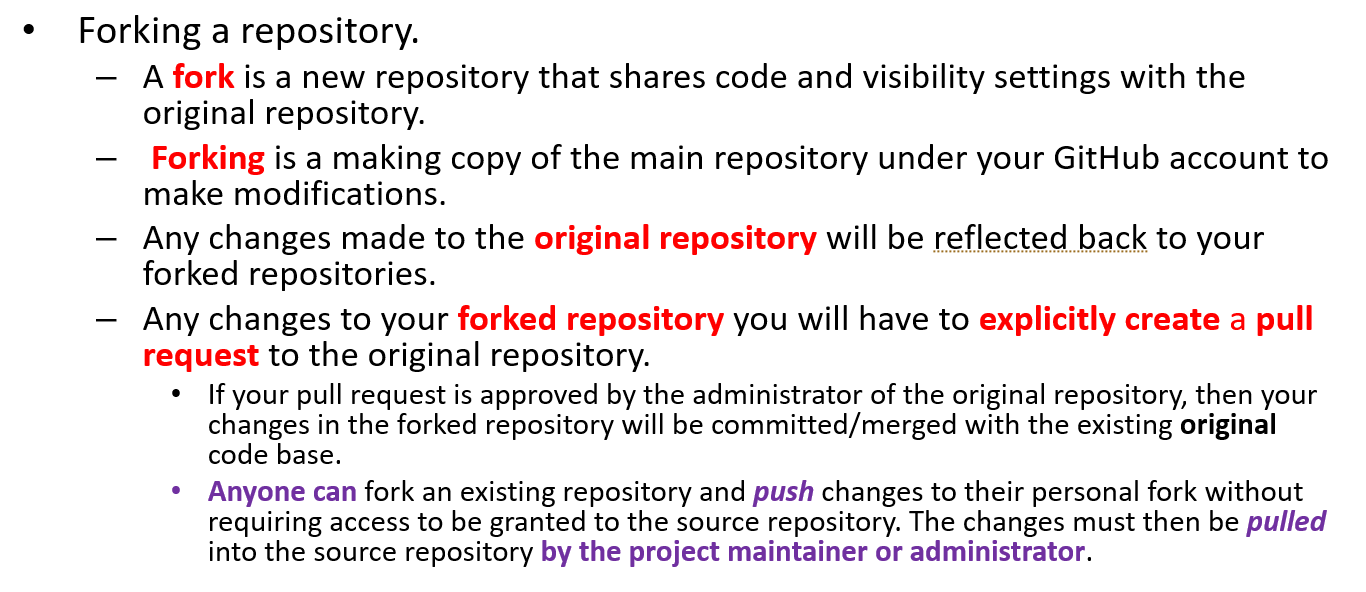 • Forking a repository.
– A fork is a new repository that shares code and visibility settings with the
original repository.
– Forking is a making copy of the main repository under your GitHub account to
make modifications.
– Any changes made to the original repository will be reflected back to your
forked repositories.
– Any changes to your forked repository you will have to explicitly create a pull
request to the original repository.
• If your pull request is approved by the administrator of the original repository, then your
changes in the forked repository will be committed/merged with the existing original
code base.
• Anyone can fork an existing repository and push changes to their personal fork without
requiring access to be granted to the source repository. The changes must then be pulled
into the source repository by the project maintainer or administrator.